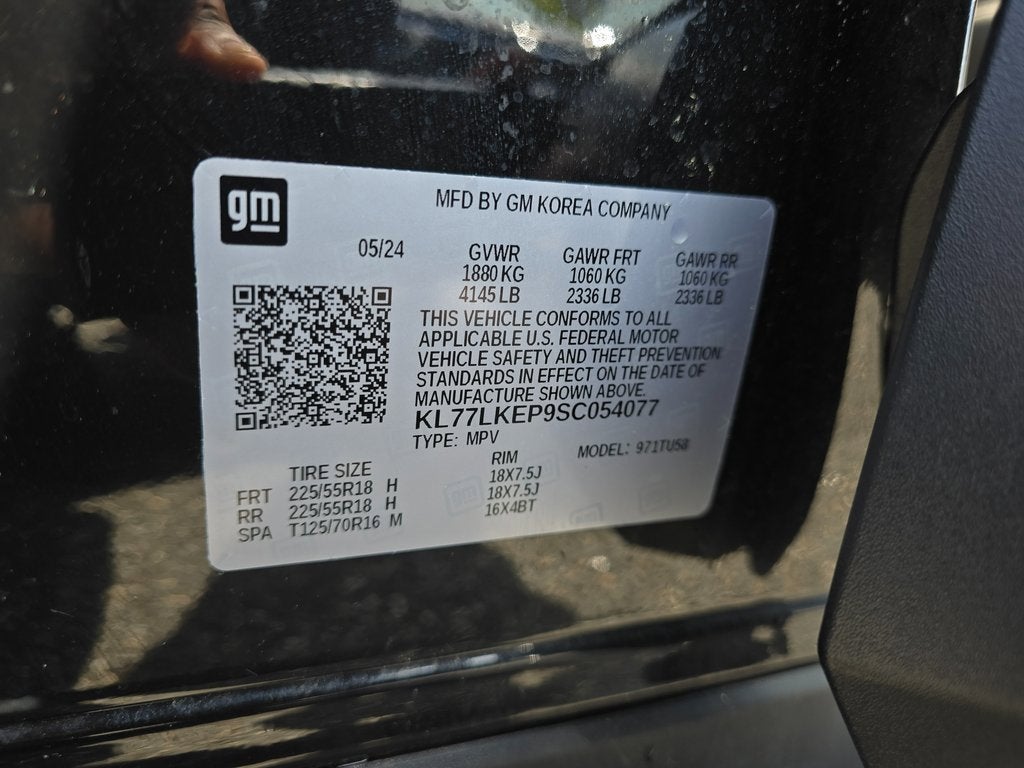 gm
MFD BY GM KOREA COMPANY
05/24 GVWR GAWR FRT GAWR RR
1880 KG 1060 KG 1060 KG
4145 LB 2336 LB 2336 LB
THIS VEHICLE CONFORMS TO ALL
APPLICABLE U.S. FEDERAL MOTOR
VEHICLE SAFETY AND THEFT PREVENTION
STANDARDS IN EFFECT ON THE DATE OF
MANUFACTURE SHOWN ABOVE.
KL77LKEP9SC054077
TYPE: MPV MODEL: 971TU58
TIRE SIZE RIM
FRT 225/55R18 H 18X7.5J
RR 225/55R18 H 18X7.5J
SPA T125/70R16 M 16X4BT